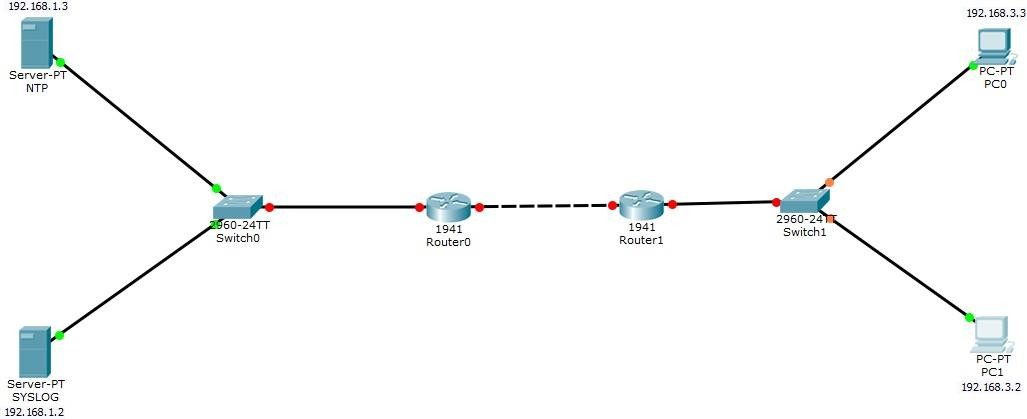 192.168.1.3
Server-PT
NTP
192.168.3.3
PC-PT
PC0
2960-24TT
Switch0
1941
Router0
1941
Router1
2960-24TT
Switch1
Server-PT
SYSLOG
192.168.1.2
PC-PT
PC1
192.168.3.2